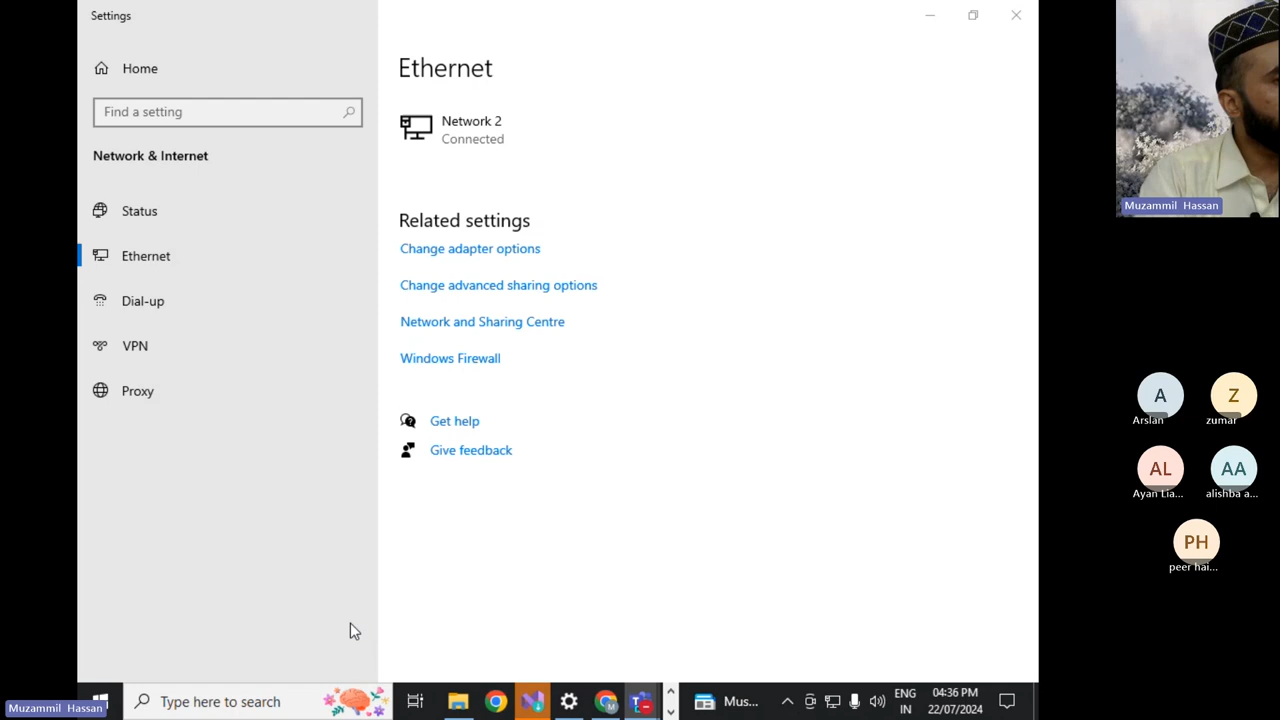 Settings
Home
Find a setting
Network & Internet
Status
Ethernet
Dial-up
VPN
Proxy
Ethernet
Network 2
Connected
Related settings
Change adapter options
Change advanced sharing options
Network and Sharing Centre
Windows Firewall
Get help
Give feedback
Muzammil Hassan
A
Arslan
Z
zumar
AL
Ayan Lia...
AA
alishba a...
PH
peer hai...
Muzammil Hassan
Type here to search
Mus...
ENG
IN
04:36 PM
22/07/2024